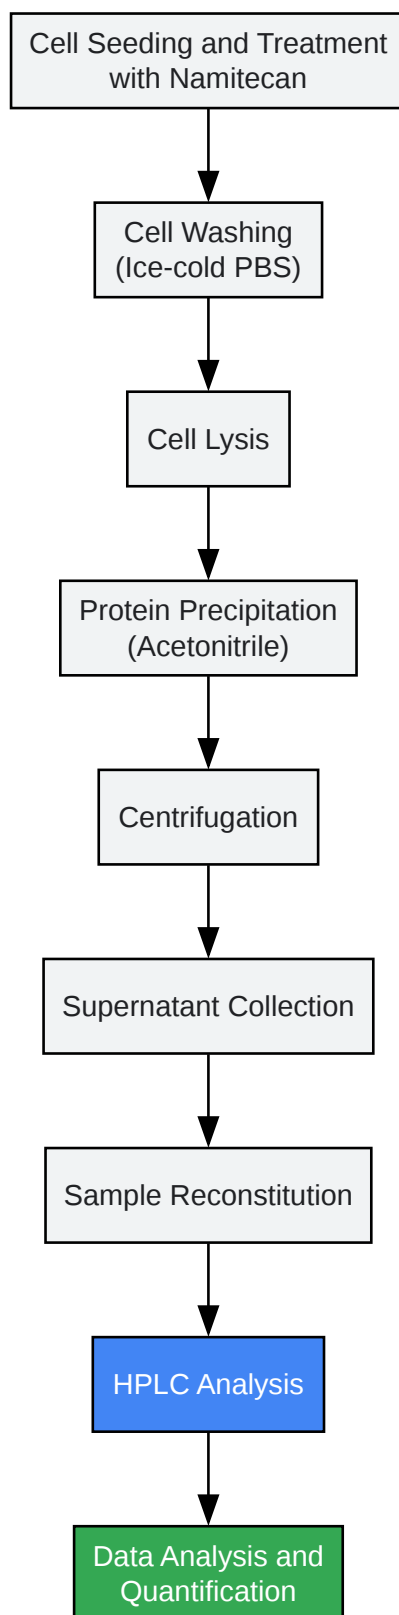 Cell Seeding and Treatment
with Namitecan
Cell Washing
(Ice-cold PBS)
Cell Lysis
Protein Precipitation
(Acetonitrile)
Centrifugation
Supernatant Collection
Sample Reconstitution
HPLC Analysis
Data Analysis and
Quantification